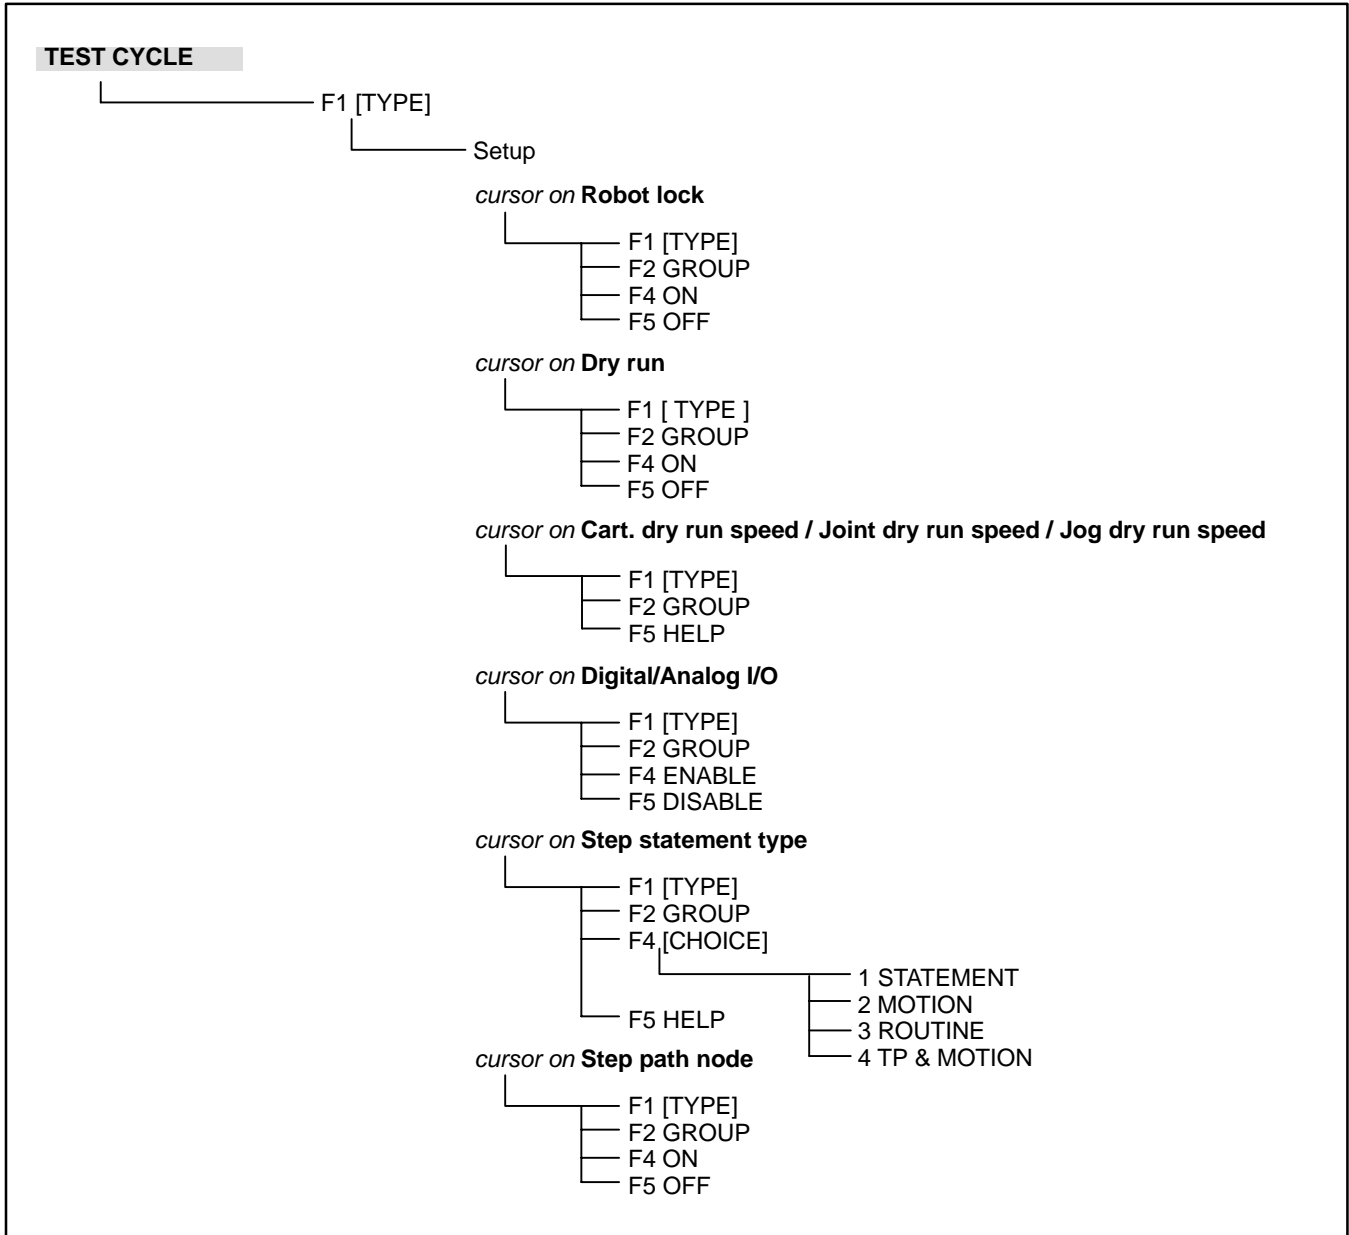 TEST CYCLE
F1 [TYPE]
Setup
cursor on Robot lock
F1 [TYPE]
F2 GROUP
F4 ON
F5 OFF
cursor on Dry run
F1 [ TYPE ]
F2 GROUP
F4 ON
F5 OFF
cursor on Cart. dry run speed / Joint dry run speed / Jog dry run speed
F1 [TYPE]
F2 GROUP
F5 HELP
cursor on Digital/Analog I/O
F1 [TYPE]
F2 GROUP
F4 ENABLE
F5 DISABLE
cursor on Step statement type
F1 [TYPE]
F2 GROUP
F4 [CHOICE]
1 STATEMENT
2 MOTION
3 ROUTINE
4 TP & MOTION
F5 HELP
cursor on Step path node
F1 [TYPE]
F2 GROUP
F4 ON
F5 OFF